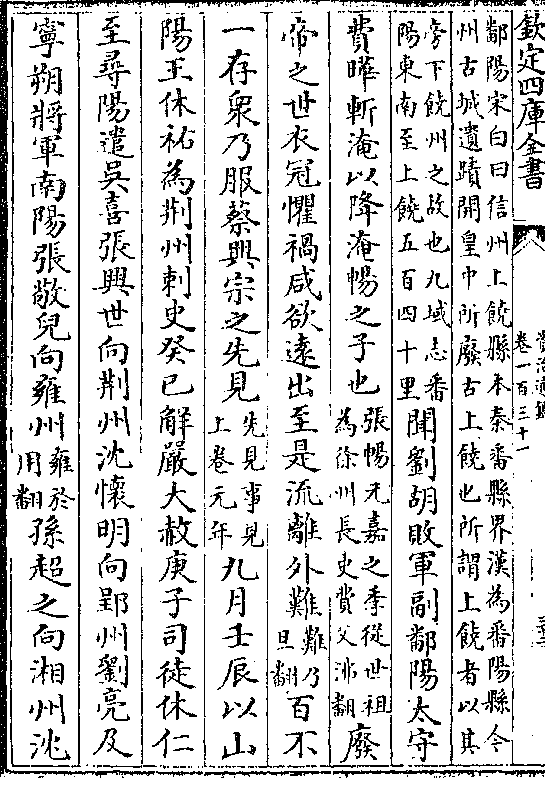 欽定四庫全書
資治通鑑
卷一百三十一
鄱陽宋白曰信州上饒縣本秦番縣界漢為番陽縣今
州古城遺蹟開皇中所廢古上饒也所謂上饒者以其
旁下饒州之故也九域志番
陽東南至上饒五百四十里
聞劉胡敗軍副鄱陽太守
費曄斬淹以降淹暢之子也
張暢元嘉之季從世祖
為徐州長史費父沸翻
廢
帝之世衣冠懼禍咸欲遠出至是流離外難
難乃
旦翻
百不
一存衆乃服蔡興宗之先見
先見事見
上卷元年
九月壬辰以山
陽王休祐為荆州刺史癸巳解嚴大赦庚子司徒休仁
至尋陽遣吳喜張興世向荆州沈懷明向郢州劉亮及
寧朔將軍南陽張敬兒向雍州
雍於
用翻
孫超之向湘州沈